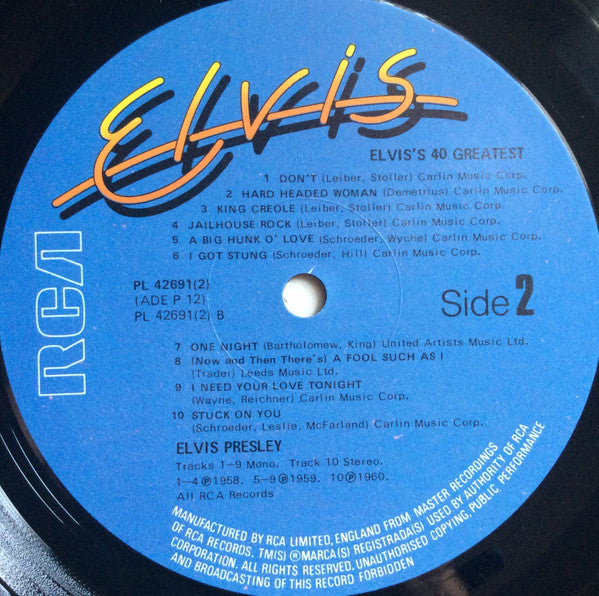 Elvis
ELVIS'S 40 GREATEST
1 DON'T (Leiber, Stoller) Carlin Music Corp.
2 HARD HEADED WOMAN (Demetrius) Carlin Music Corp.
3 KING CREOLE (Leiber, Stoller) Carlin Music Corp.
4 JAILHOUSE ROCK (Leiber, Stoller) Carlin Music Corp.
5 A BIG HUNK O' LOVE (Schroeder, Wyche) Carlin Music Corp.
6 I GOT STUNG (Schroeder, Hill) Carlin Music Corp.
RCA
PL 42691(2)
(ADE P 12)
PL 42691(2) B
Side 2
7 ONE NIGHT (Bartholomew, King) United Artists Music Ltd.
8 (Now and Then There's) A FOOL SUCH AS I
(Trader) Leeds Music Ltd.
9 I NEED YOUR LOVE TONIGHT
(Wayne, Reichner) Carlin Music Corp.
10 STUCK ON YOU
(Schroeder, Leslie, McFarland) Carlin Music Corp.
ELVIS PRESLEY
Tracks 1-9 Mono. Track 10 Stereo.
1-4 ℗1958. 5-9 ℗1959. 10 ℗1960.
All RCA Records
MANUFACTURED BY RCA LIMITED, ENGLAND FROM MASTER RECORDINGS
OF RCA RECORDS. TM(S) ® MARCA(S) REGISTRADA(S) USED BY AUTHORITY OF RCA
CORPORATION. ALL RIGHTS RESERVED. UNAUTHORISED COPYING, PUBLIC PERFORMANCE
AND BROADCASTING OF THIS RECORD FORBIDDEN